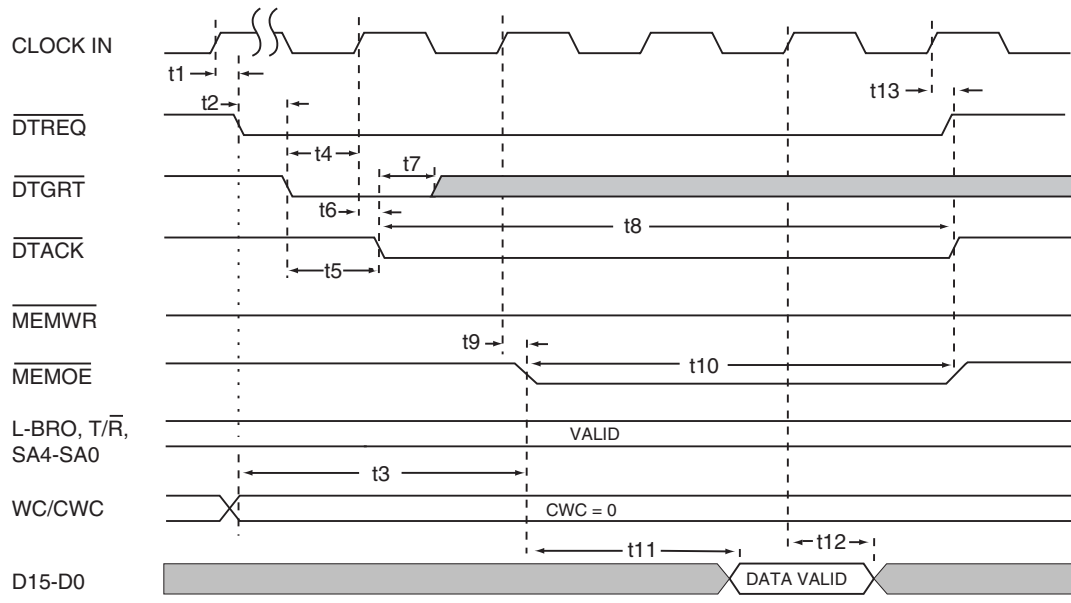 CLOCK IN
t1
t2
t13
DTREQ
t4
t7
DTGRT
t6
t8
DTACK
t5
MEMWR
t9
MEMOE
t10
L-BRO, T/R̅,
SA4-SA0
VALID
t3
WC/CWC
CWC = 0
t11
t12
D15-D0
DATA VALID